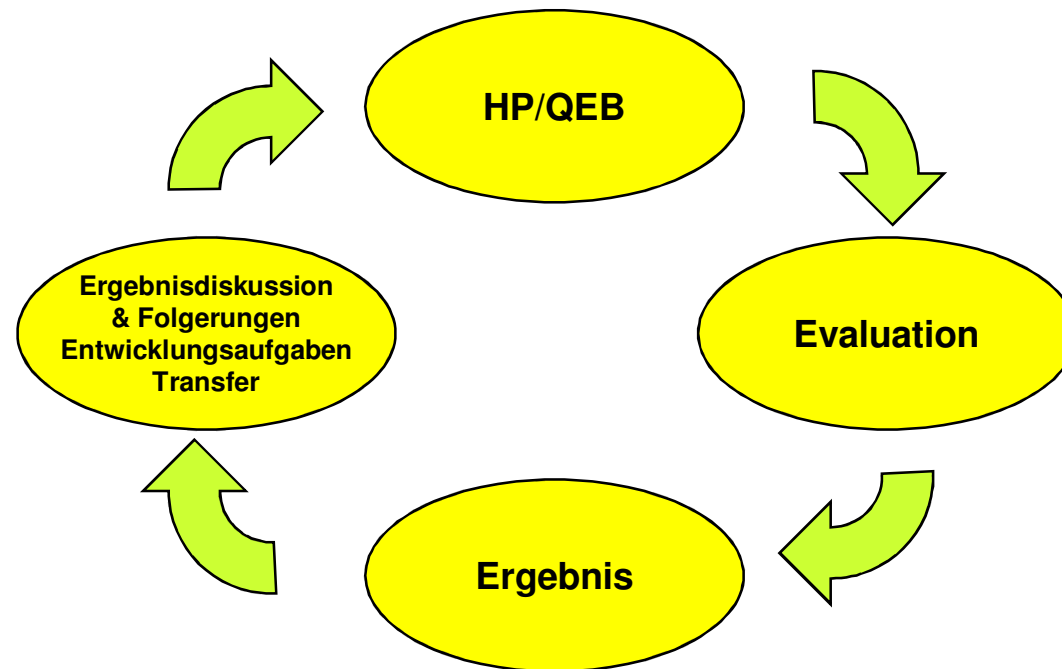 HP/QEB
Ergebnisdiskussion
& Folgerungen
Entwicklungsaufgaben
Transfer
Evaluation
Ergebnis